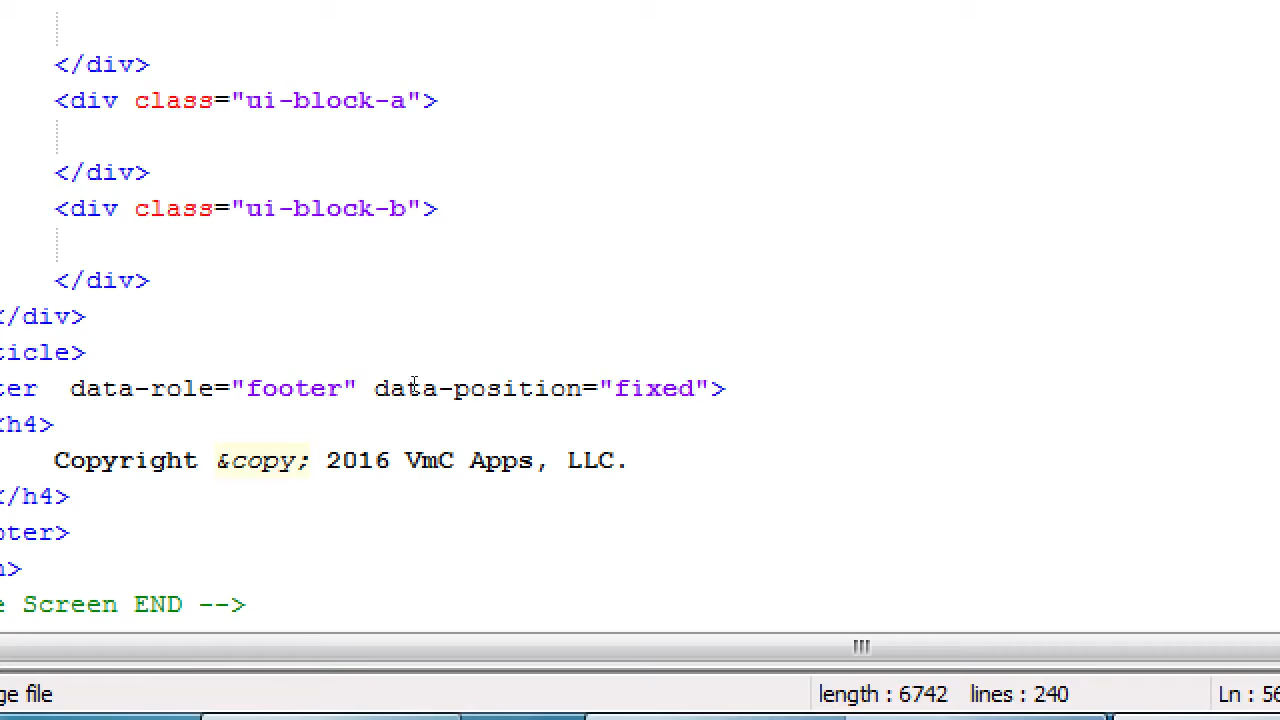 </div>
<div class="ui-block-a">
</div>
<div class="ui-block-b">
</div>
</div>
ticle>
ter data-role="footer" data-position="fixed">
<h4>
Copyright &copy; 2016 VmC Apps, LLC.
</h4>
oter>
n>
e Screen END -->
ge file length : 6742 lines : 240 Ln : 56